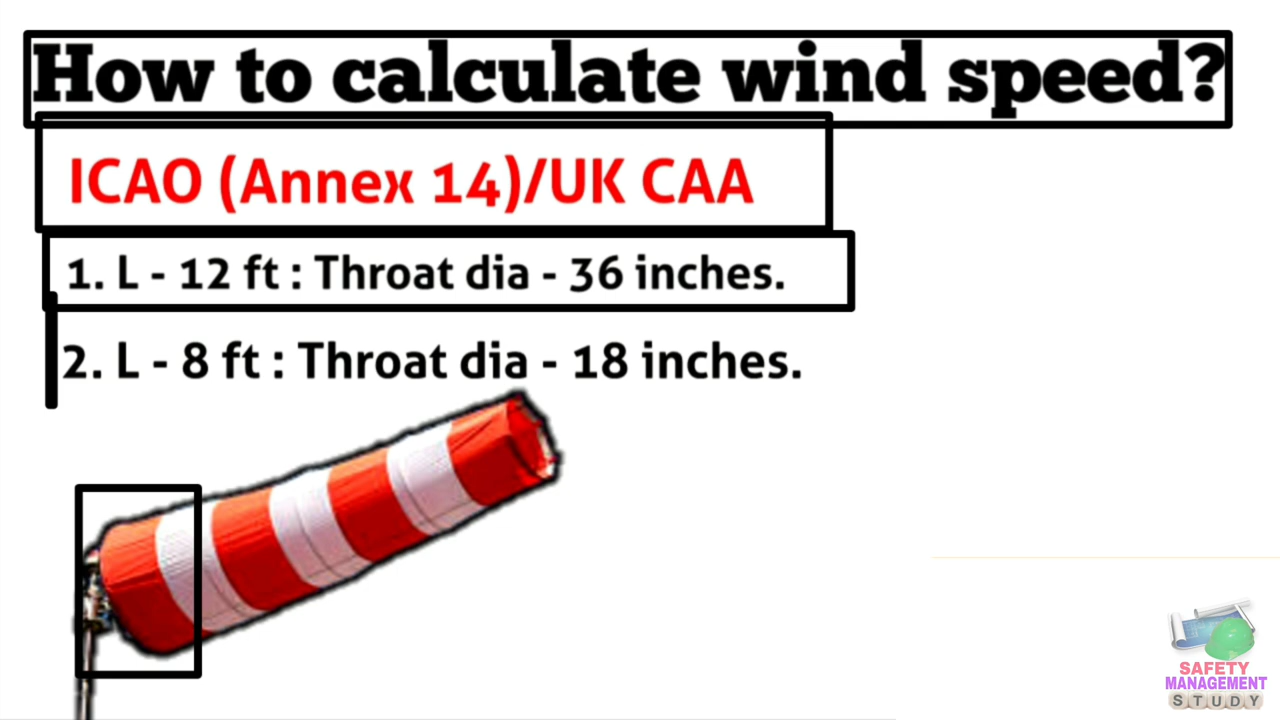 How to calculate wind speed?
ICAO (Annex 14)/UK CAA
1. L - 12 ft : Throat dia - 36 inches.
2. L - 8 ft : Throat dia - 18 inches.
SAFETY
MANAGEMENT
STUDY